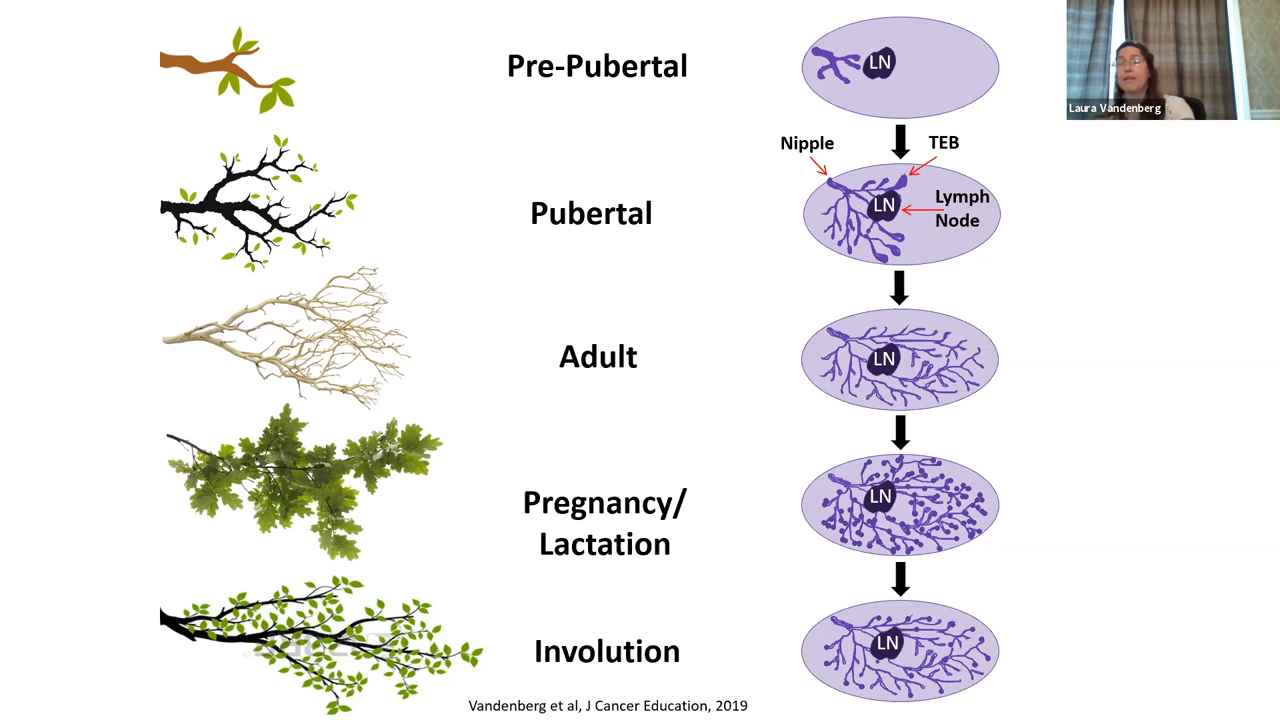 Pre-Pubertal
LN
Laura Vandenberg
Nipple
TEB
Pubertal
LN
Lymph
Node
Adult
LN
Pregnancy/
Lactation
LN
Involution
LN
Vandenberg et al, J Cancer Education, 2019